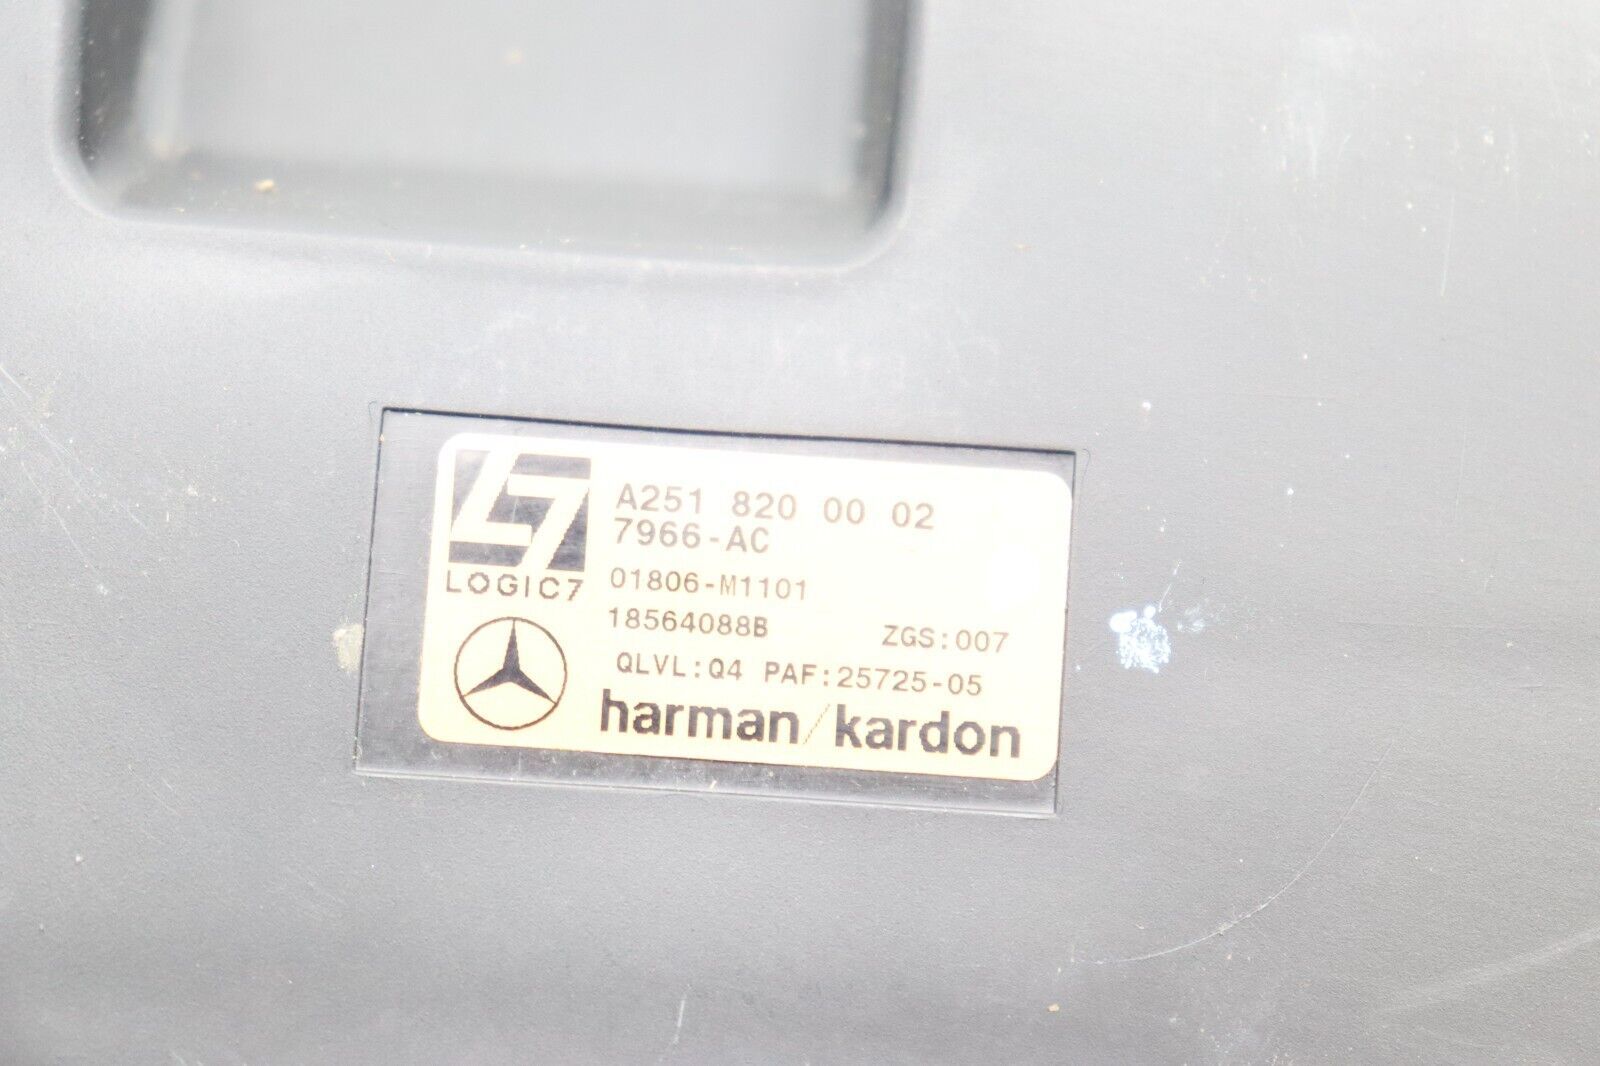 L7
LOGIC7
A251 820 00 02
7966-AC
01806-M1101
18564088B ZGS:007
QLVL:Q4 PAF:25725-05
harman/kardon